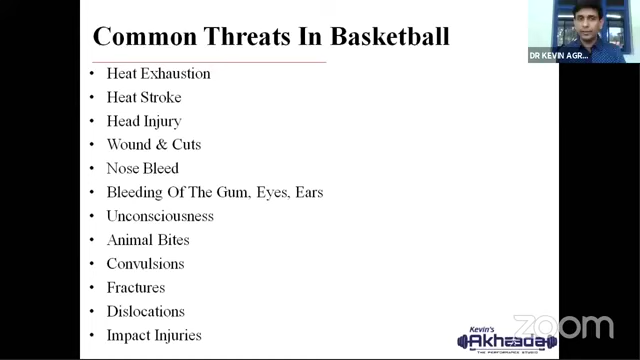 Common Threats In Basketball
DR KEVIN AGR...
• Heat Exhaustion
• Heat Stroke
• Head Injury
• Wound & Cuts
• Nose Bleed
• Bleeding Of The Gum, Eyes, Ears
• Unconsciousness
• Animal Bites
• Convulsions
• Fractures
• Dislocations
• Impact Injuries
Kevin's
Akhaada
THE PERFORMANCE STUDIO
zoom